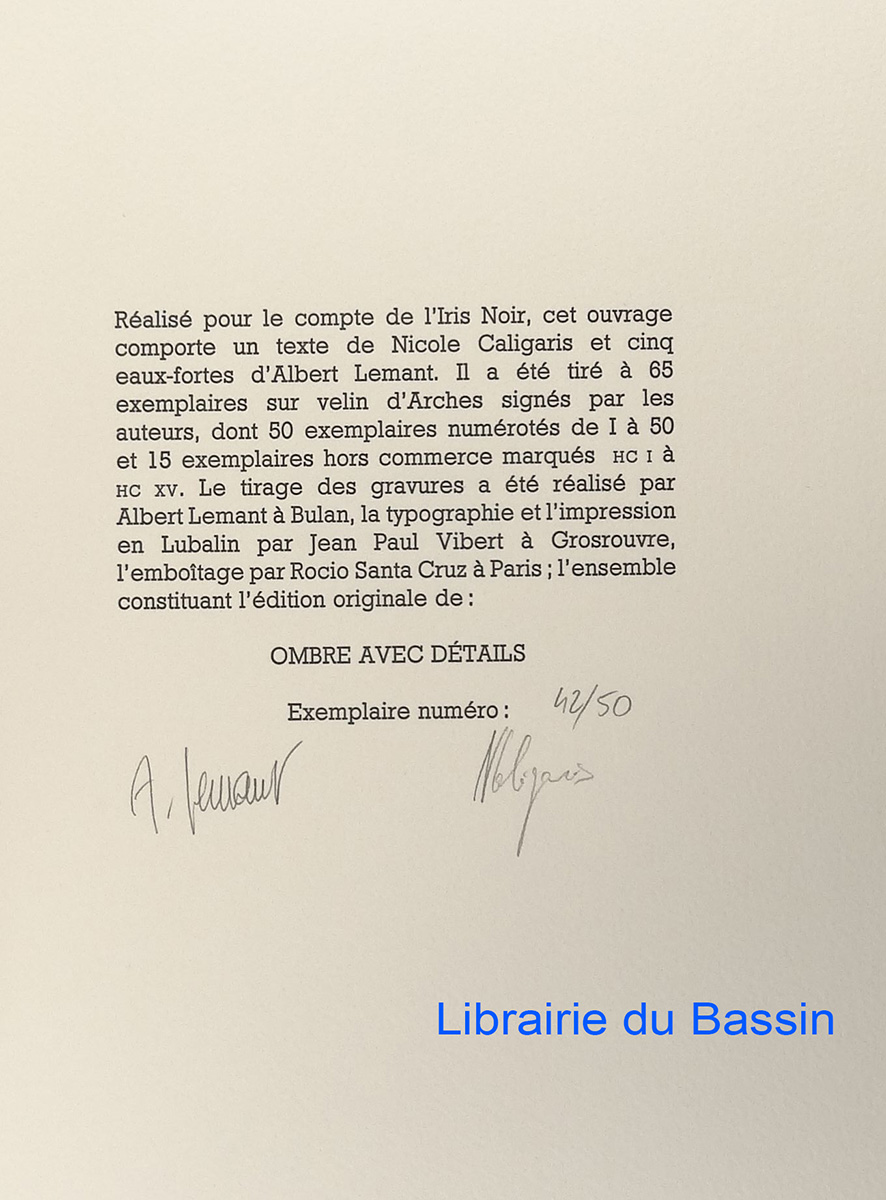 Réalisé pour le compte de l'Iris Noir, cet ouvrage
comporte un texte de Nicole Caligaris et cinq
eaux-fortes d'Albert Lemant. Il a été tiré à 65
exemplaires sur velin d'Arches signés par les
auteurs, dont 50 exemplaires numérotés de I à 50
et 15 exemplaires hors commerce marqués HC I à
HC XV. Le tirage des gravures a été réalisé par
Albert Lemant à Bulan, la typographie et l'impression
en Lubalin par Jean Paul Vibert à Grosrouvre,
l'emboîtage par Rocio Santa Cruz à Paris ; l'ensemble
constituant l'édition originale de :
OMBRE AVEC DÉTAILS
Exemplaire numéro : 42/50
A. Lemant NCaligaris
Librairie du Bassin